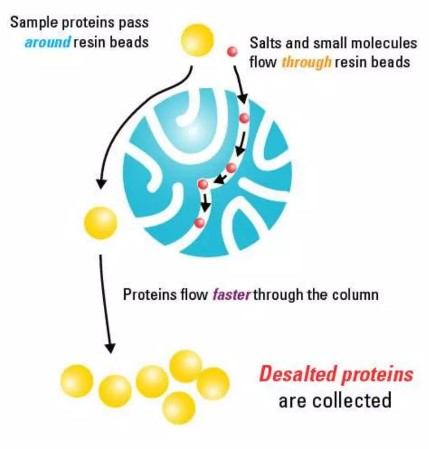 Sample proteins pass
around resin beads
Salts and small molecules
flow through resin beads
Proteins flow faster through the column
Desalted proteins
are collected